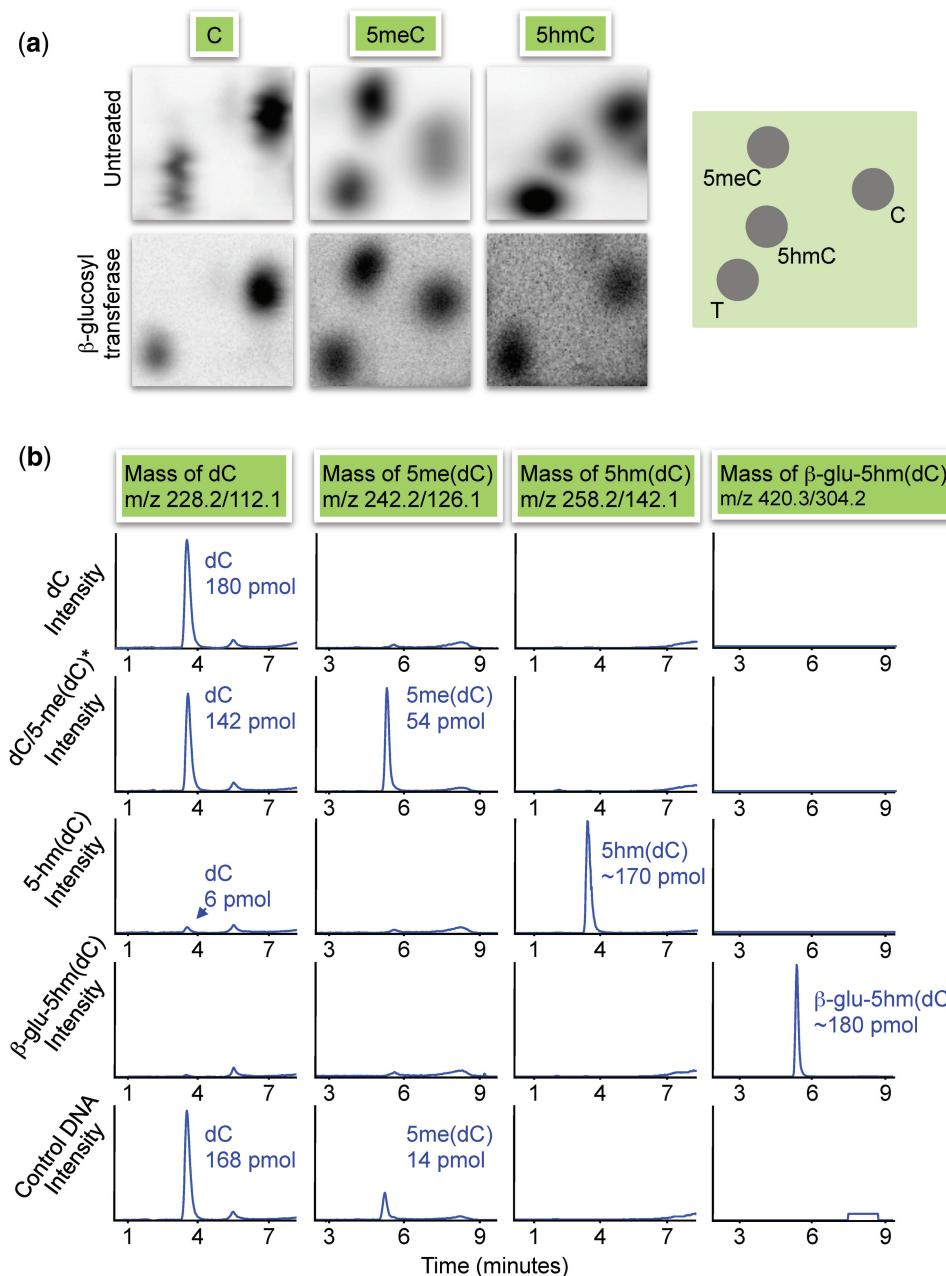 (a)
C
5meC
5hmC
Untreated
β-glucosyl
transferase
5meC
C
5hmC
T
(b)
Mass of dC
m/z 228.2/112.1
Mass of 5me(dC)
m/z 242.2/126.1
Mass of 5hm(dC)
m/z 258.2/142.1
Mass of β-glu-5hm(dC)
m/z 420.3/304.2
dC
Intensity
dC
180 pmol
1 4 7
3 6 9
1 4 7
3 6 9
dC/5-me(dC)*
Intensity
dC
142 pmol
5me(dC)
54 pmol
1 4 7
3 6 9
1 4 7
3 6 9
5-hm(dC)
Intensity
dC
6 pmol
5hm(dC)
~170 pmol
1 4 7
3 6 9
1 4 7
3 6 9
β-glu-5hm(dC)
Intensity
β-glu-5hm(dC
~180 pmol
1 4 7
3 6 9
1 4 7
3 6 9
Control DNA
Intensity
dC
168 pmol
5me(dC)
14 pmol
1 4 7
3 6 9
1 4 7
3 6 9
Time (minutes)